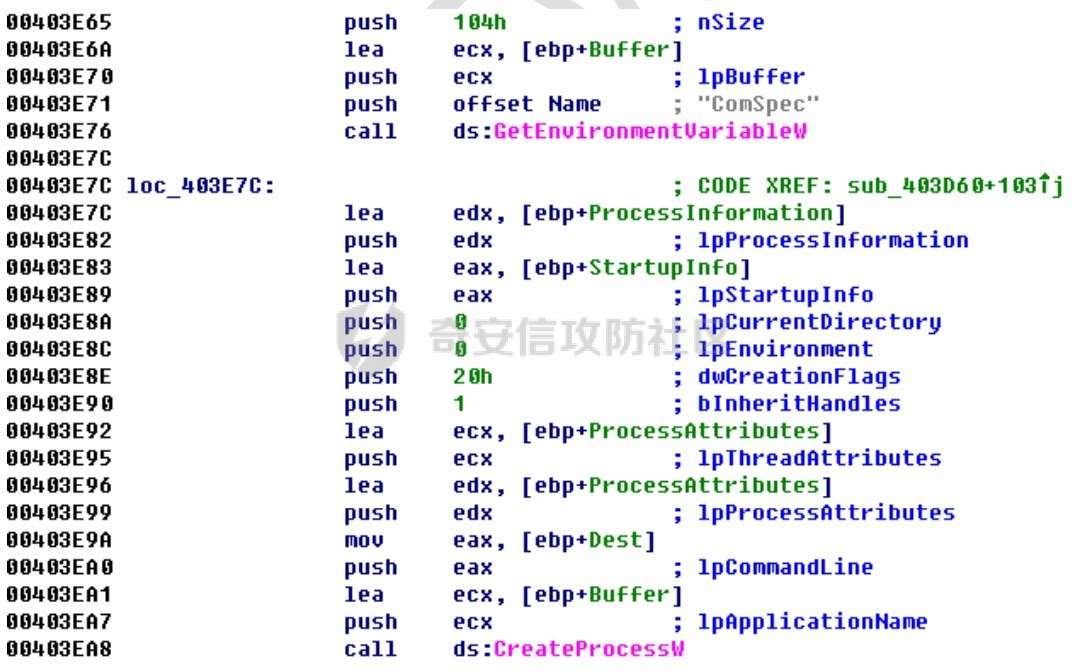 00403E65 push 104h ; nSize
00403E6A lea ecx, [ebp+Buffer]
00403E70 push ecx ; lpBuffer
00403E71 push offset Name ; "ComSpec"
00403E76 call ds:GetEnvironmentVariableW
00403E7C
00403E7C loc_403E7C: ; CODE XREF: sub_403D60+103↑j
00403E7C lea edx, [ebp+ProcessInformation]
00403E82 push edx ; lpProcessInformation
00403E83 lea eax, [ebp+StartupInfo]
00403E89 push eax ; lpStartupInfo
00403E8A push 0 ; lpCurrentDirectory
00403E8C push 0 ; lpEnvironment
00403E8E push 20h ; dwCreationFlags
00403E90 push 1 ; bInheritHandles
00403E92 lea ecx, [ebp+ProcessAttributes]
00403E95 push ecx ; lpThreadAttributes
00403E96 lea edx, [ebp+ProcessAttributes]
00403E99 push edx ; lpProcessAttributes
00403E9A mov eax, [ebp+Dest]
00403EA0 push eax ; lpCommandLine
00403EA1 lea ecx, [ebp+Buffer]
00403EA7 push ecx ; lpApplicationName
00403EA8 call ds:CreateProcessW
奇安信攻防社区